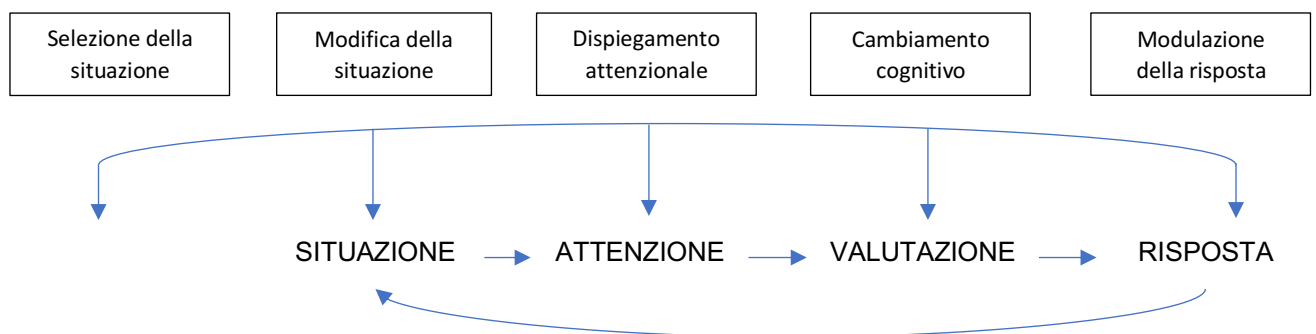 Selezione della
situazione
Modifica della
situazione
Dispiegamento
attenzionale
Cambiamento
cognitivo
Modulazione
della risposta
SITUAZIONE
ATTENZIONE
VALUTAZIONE
RISPOSTA